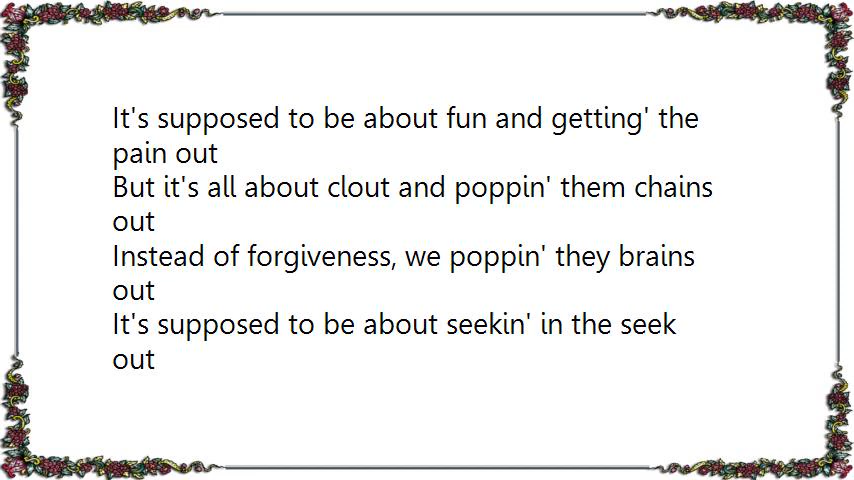 It's supposed to be about fun and getting' the
pain out
But it's all about clout and poppin' them chains
out
Instead of forgiveness, we poppin' they brains
out
It's supposed to be about seekin' in the seek
out